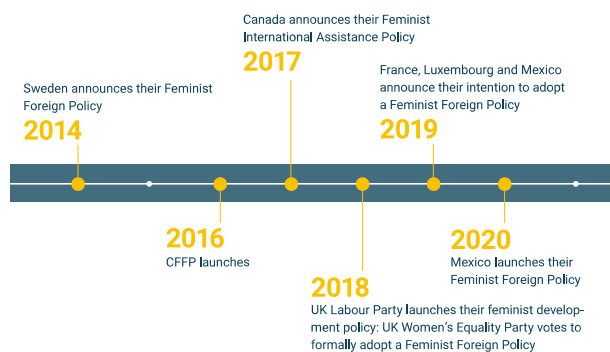 Sweden announces their Feminist
Foreign Policy
2014
CFFP launches
2016
Canada announces their Feminist
International Assistance Policy
2017
2018
UK Labour Party launches their feminist develop-
ment policy: UK Women's Equality Party votes to
formally adopt a Feminist Foreign Policy
France, Luxembourg and Mexico
announce their intention to adopt
a Feminist Foreign Policy
2019
2020
Mexico launches their
Feminist Foreign Policy